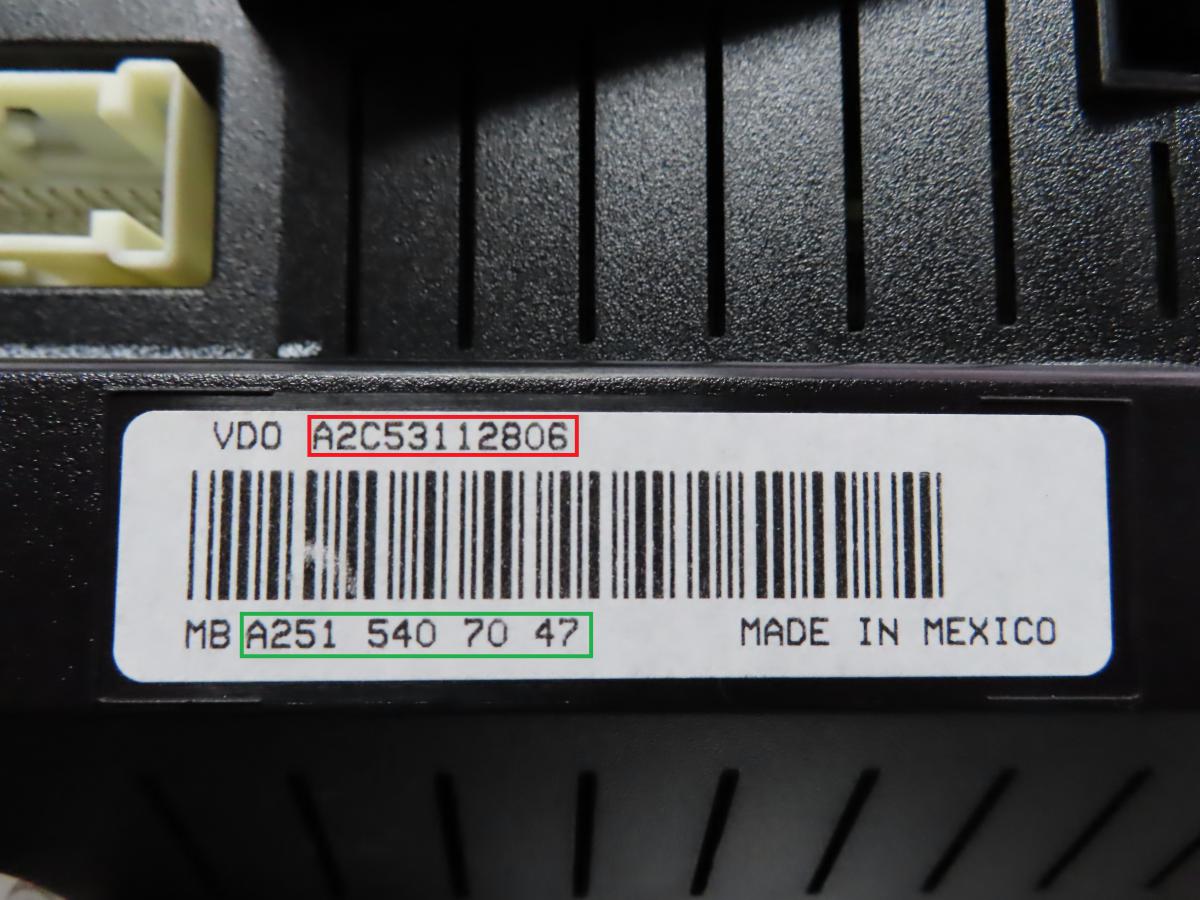 VDO A2C53112806
MB A251 540 70 47 MADE IN MEXICO